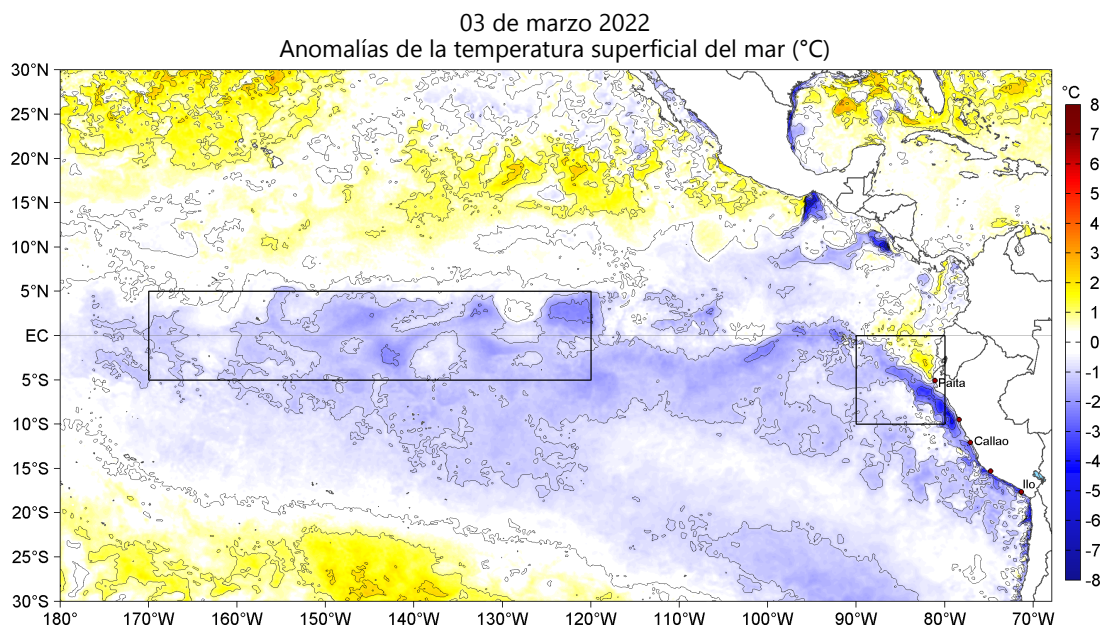 03 de marzo 2022
Anomalías de la temperatura superficial del mar (°C)
30°N
25°N
20°N
15°N
10°N
5°N
EC
5°S
10°S
15°S
20°S
25°S
30°S
180°W
170°W
160°W
150°W
140°W
130°W
120°W
110°W
100°W
90°W
80°W
70°W
Paita
Callao
Ilo
°C
8
7
6
5
4
3
2
1
0
-1
-2
-3
-4
-5
-6
-7
-8